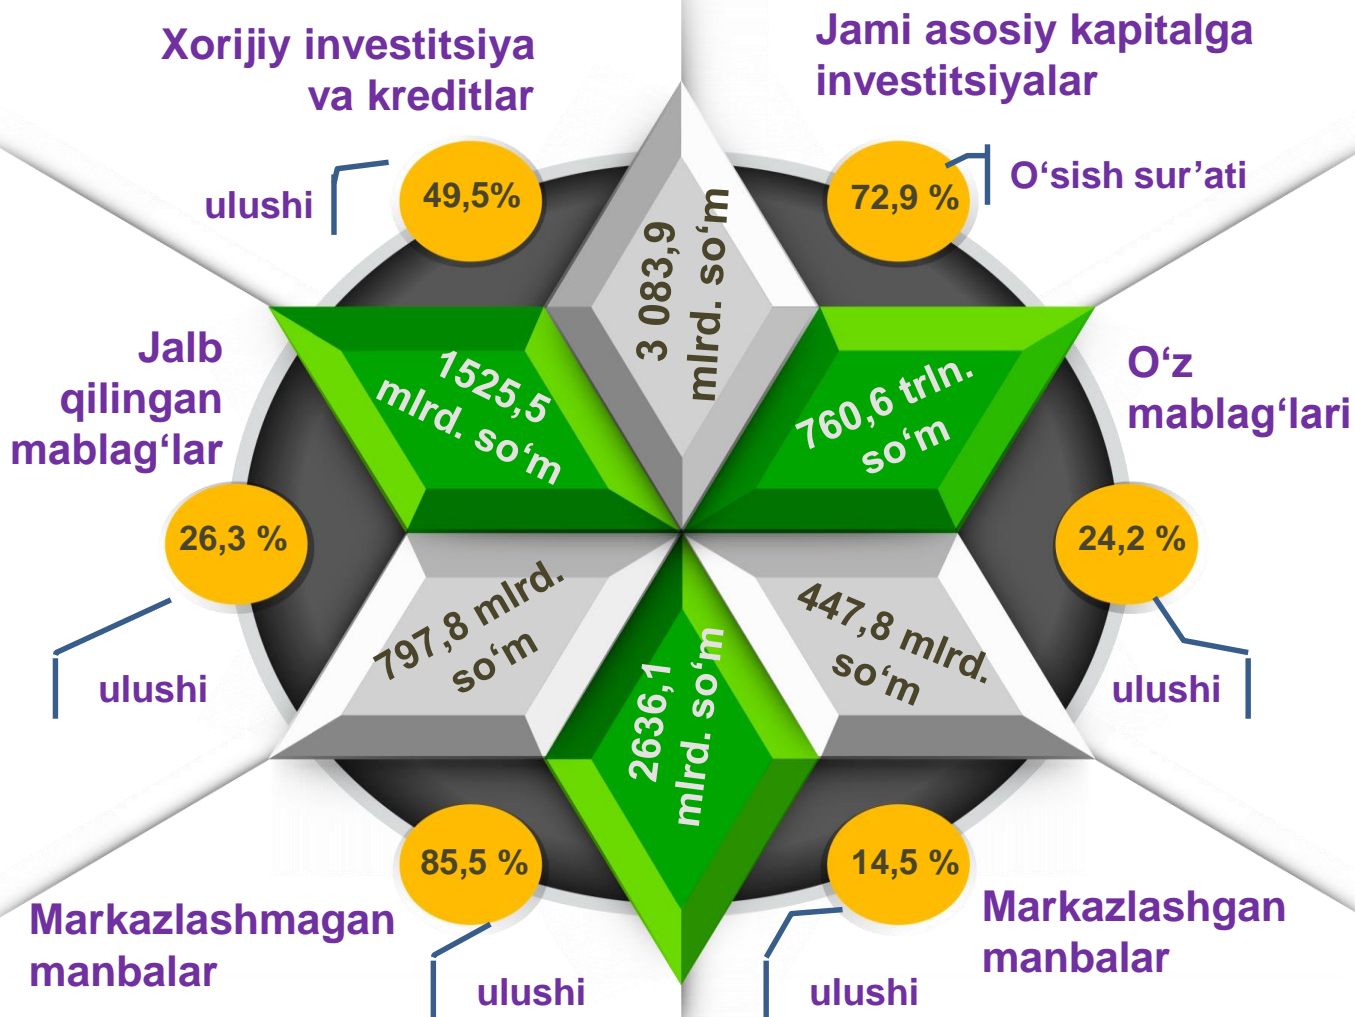 Xorijiy investitsiya
va kreditlar
ulushi
49,5%
Jami asosiy kapitalga
investitsiyalar
72,9 %
O‘sish sur’ati
3 083,9
mlrd. so‘m
1525,5
mlrd. so‘m
760,6 trln.
so‘m
Jalb
qilingan
mablag‘lar
26,3 %
ulushi
O‘z
mablag‘lari
24,2 %
ulushi
797,8 mlrd.
so‘m
2636,1
mlrd. so‘m
447,8 mlrd.
so‘m
85,5 %
Markazlashmagan
manbalar
ulushi
14,5 %
Markazlashgan
manbalar
ulushi